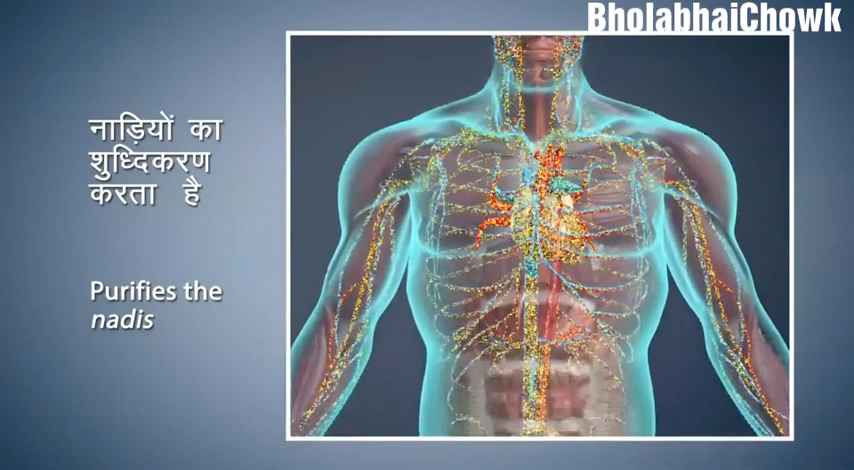 BholabhaiChowk
नाड़ियों का
शुध्दिकरण
करता है
Purifies the
nadis